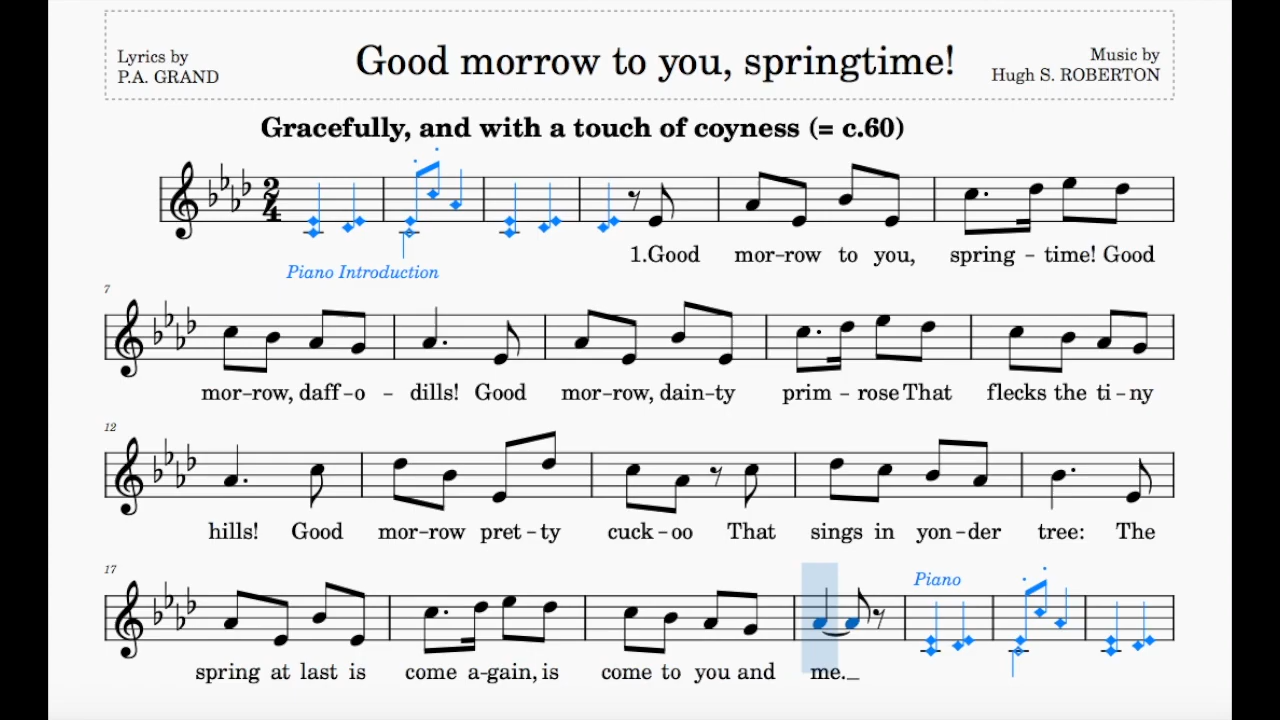 Lyrics by
P.A. GRAND
Good morrow to you, springtime!
Music by
Hugh S. ROBERTON
Gracefully, and with a touch of coyness (= c.60)
2
4
Piano Introduction
1.Good mor-row to you, spring - time! Good
7
mor-row, daff-o - dills! Good mor-row, dain-ty prim - rose That flecks the ti-ny
12
hills! Good mor-row pret-ty cuck-oo That sings in yon-der tree: The
17
Piano
spring at last is come a-gain, is come to you and me._